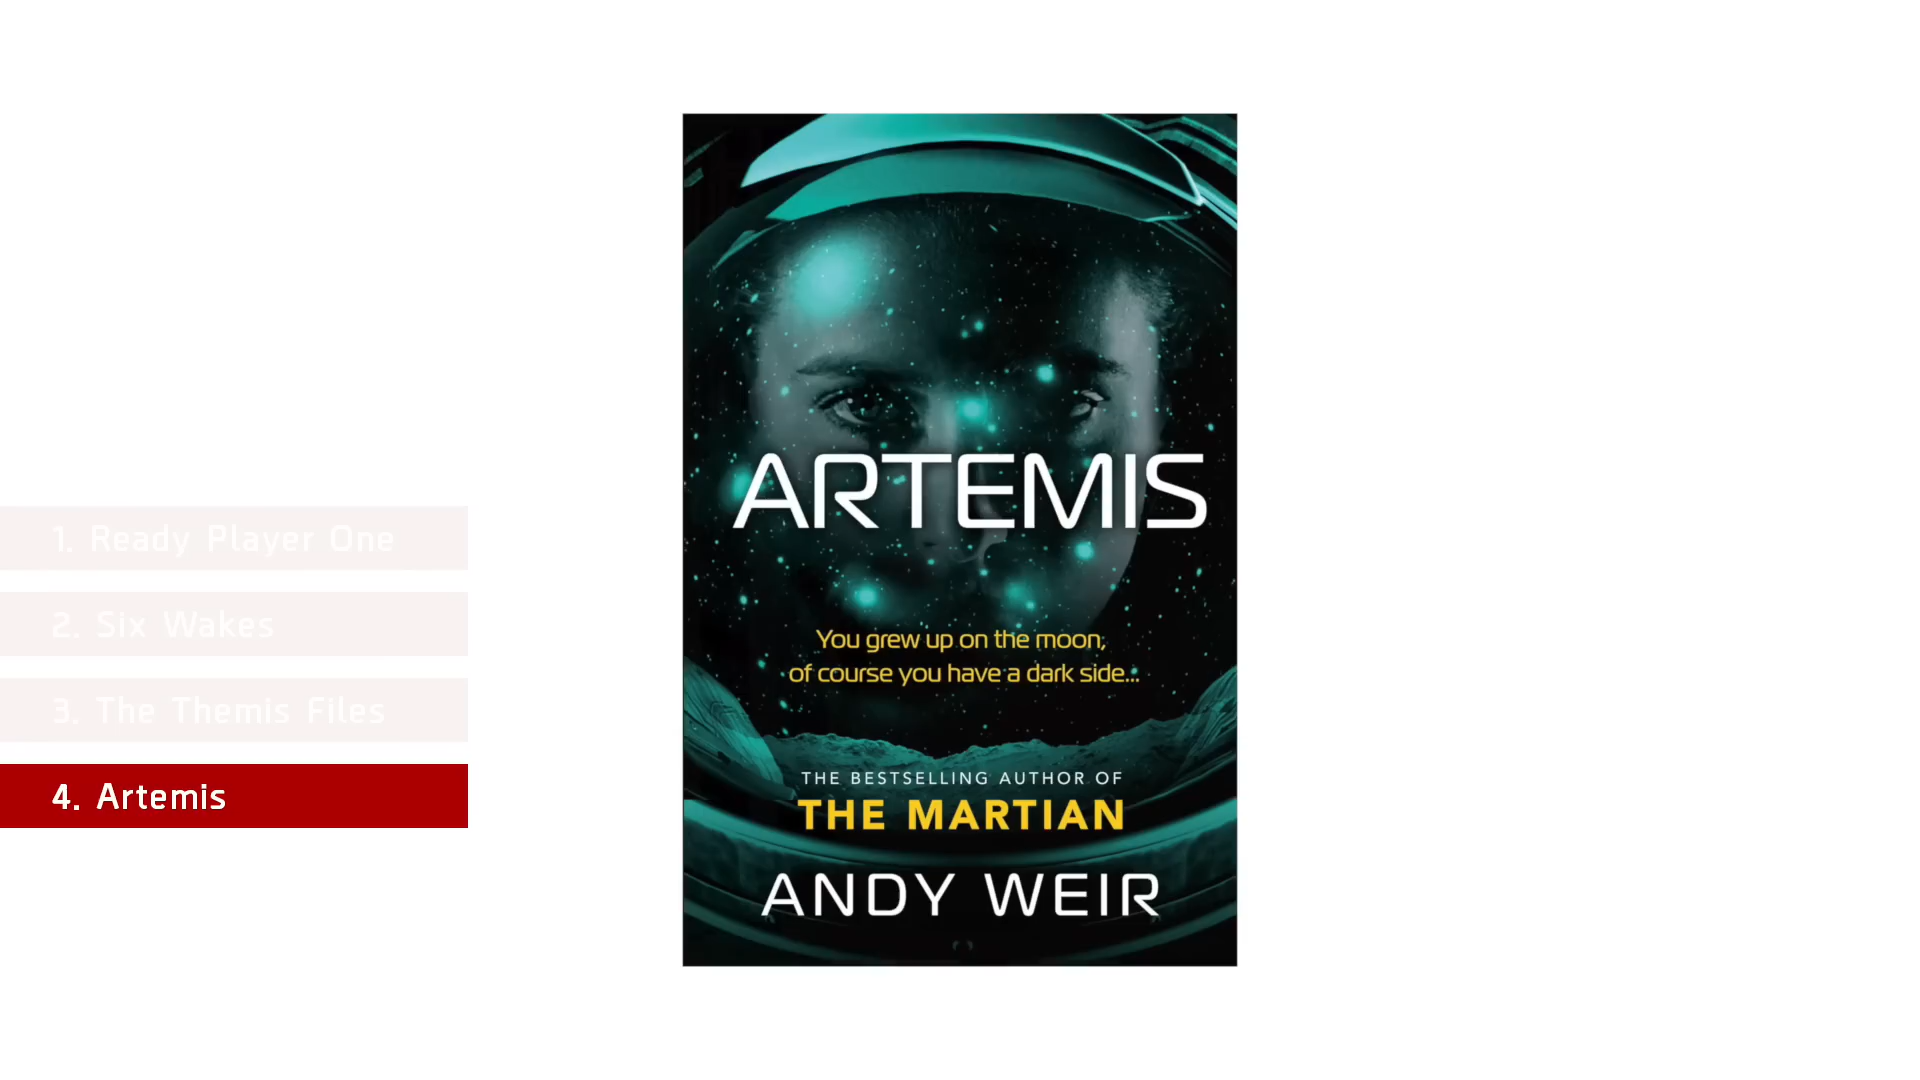 1. Ready Player One
2. Six Wakes
3. The Themis Files
4. Artemis
ARTEMIS
You grew up on the moon,
of course you have a dark side...
THE BESTSELLING AUTHOR OF
THE MARTIAN
ANDY WEIR